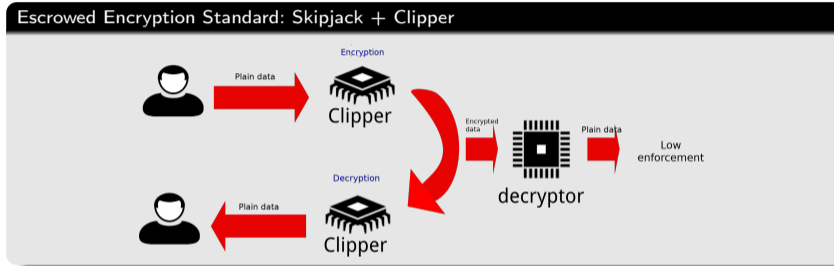 Escrowed Encryption Standard: Skipjack + Clipper
Encryption
Plain data
Clipper
Encrypted
data
Plain data
Low
enforcement
decryptor
Decryption
Plain data
Clipper